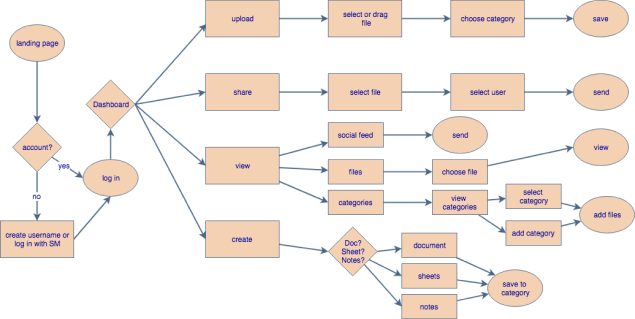 landing page
account?
yes
no
create username or
log in with SM
log in
Dashboard
upload
select or drag
file
choose category
save
share
select file
select user
send
view
social feed
send
files
choose file
view
categories
view
categories
select
category
add category
add files
create
Doc?
Sheet?
Notes?
document
sheets
notes
save to
category